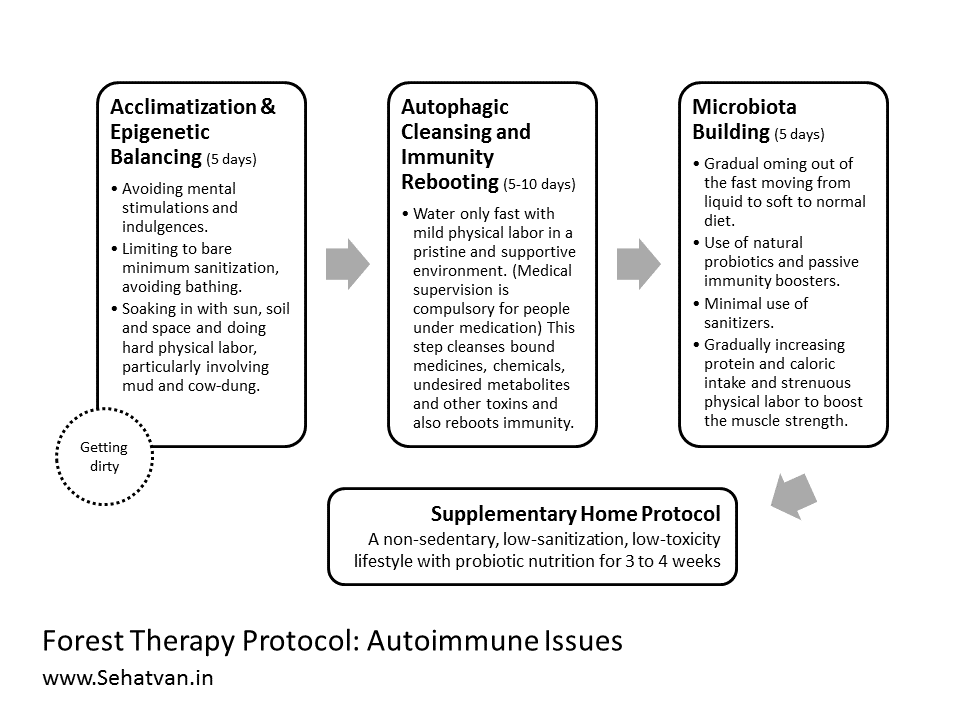 Acclimatization &
Epigenetic
Balancing (5 days)
• Avoiding mental
stimulations and
indulgences.
• Limiting to bare
minimum sanitization,
avoiding bathing.
• Soaking in with sun, soil
and space and doing
hard physical labor,
particularly involving
mud and cow-dung.
Getting
dirty
Autophagic
Cleansing and
Immunity
Rebooting (5-10 days)
• Water only fast with
mild physical labor in a
pristine and supportive
environment. (Medical
supervision is
compulsory for people
under medication) This
step cleanses bound
medicines, chemicals,
undesired metabolites
and other toxins and
also reboots immunity.
Microbiota
Building (5 days)
• Gradual oming out of
the fast moving from
liquid to soft to normal
diet.
• Use of natural
probiotics and passive
immunity boosters.
• Minimal use of
sanitizers.
• Gradually increasing
protein and caloric
intake and strenuous
physical labor to boost
the muscle strength.
Supplementary Home Protocol
A non-sedentary, low-sanitization, low-toxicity
lifestyle with probiotic nutrition for 3 to 4 weeks
Forest Therapy Protocol: Autoimmune Issues
www.Sehatvan.in